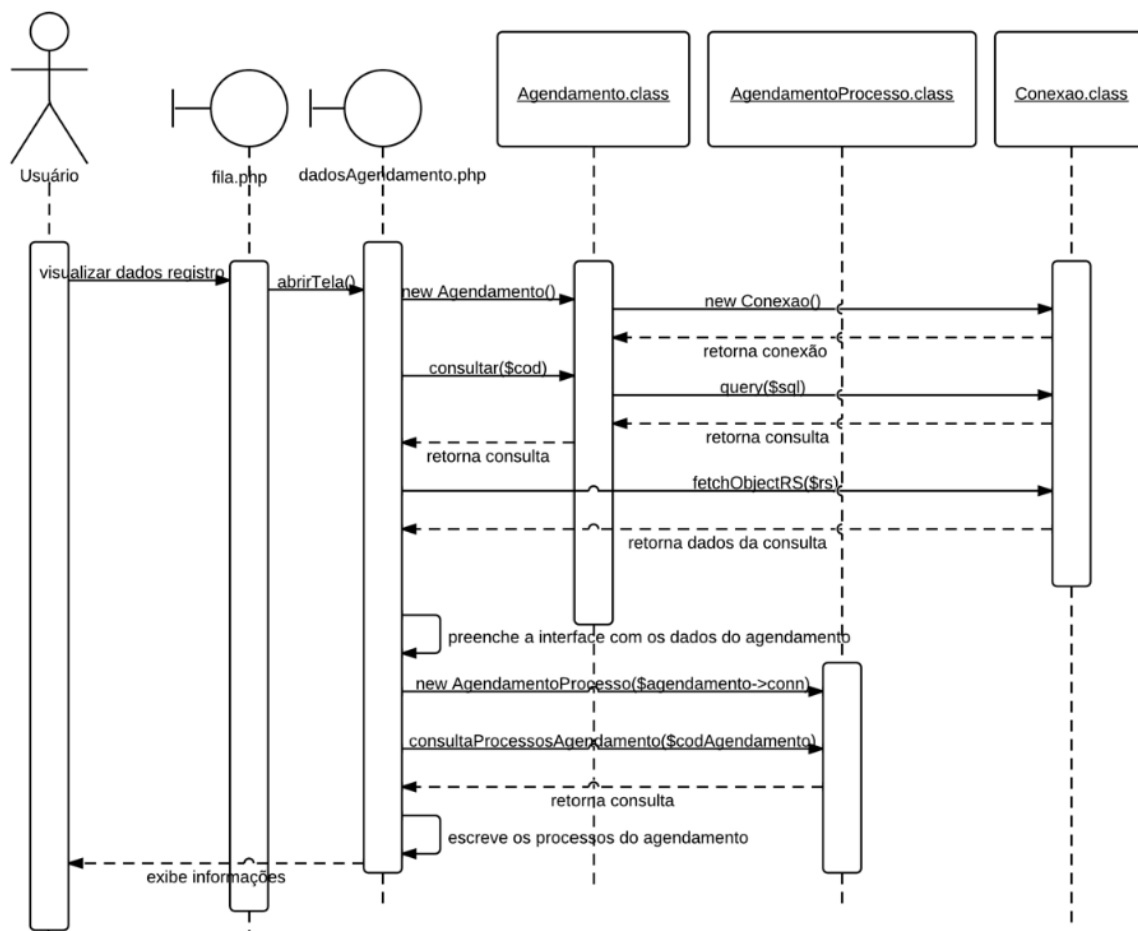 Agendamento.class
AgendamentoProcesso.class
Conexao.class
Usuário
fila.php
dadosAgendamento.php
visualizar dados registro
abrirTela()
new Agendamento()
new Conexao()
retorna conexão
consultar($cod)
query($sql)
retorna consulta
retorna consulta
fetchObjectRS($rs)
retorna dados da consulta
preenche a interface com os dados do agendamento
new AgendamentoProcesso($agendamento->conn)
consultaProcessosAgendamento($codAgendamento)
retorna consulta
escreve os processos do agendamento
exibe informações